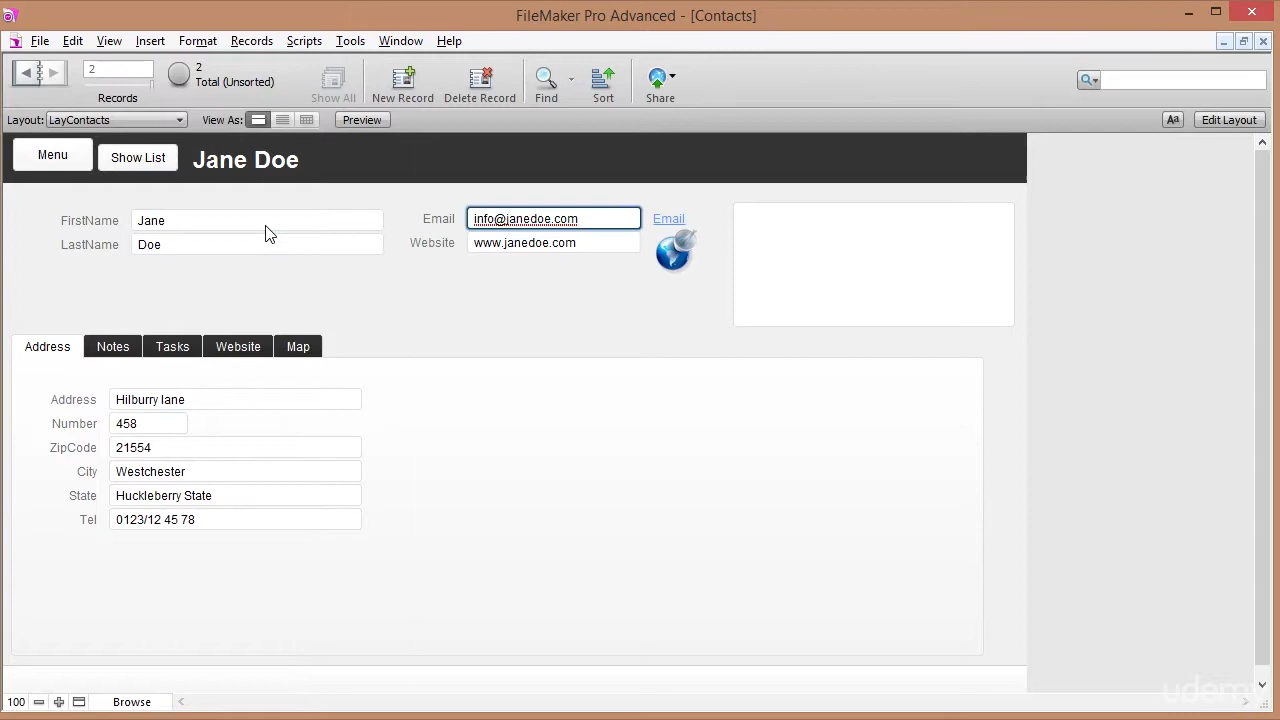 FileMaker Pro Advanced - [Contacts]
File Edit View Insert Format Records Scripts Tools Window Help
2
2
Total (Unsorted)
Records
Show All
New Record
Delete Record
Find
Sort
Share
Layout: LayContacts View As: Preview Aa Edit Layout
Menu Show List Jane Doe
FirstName Jane
LastName Doe
Email info@janedoe.com Email
Website www.janedoe.com
Address Notes Tasks Website Map
Address Hilburry lane
Number 458
ZipCode 21554
City Westchester
State Huckleberry State
Tel 0123/12 45 78
udemy
100 Browse